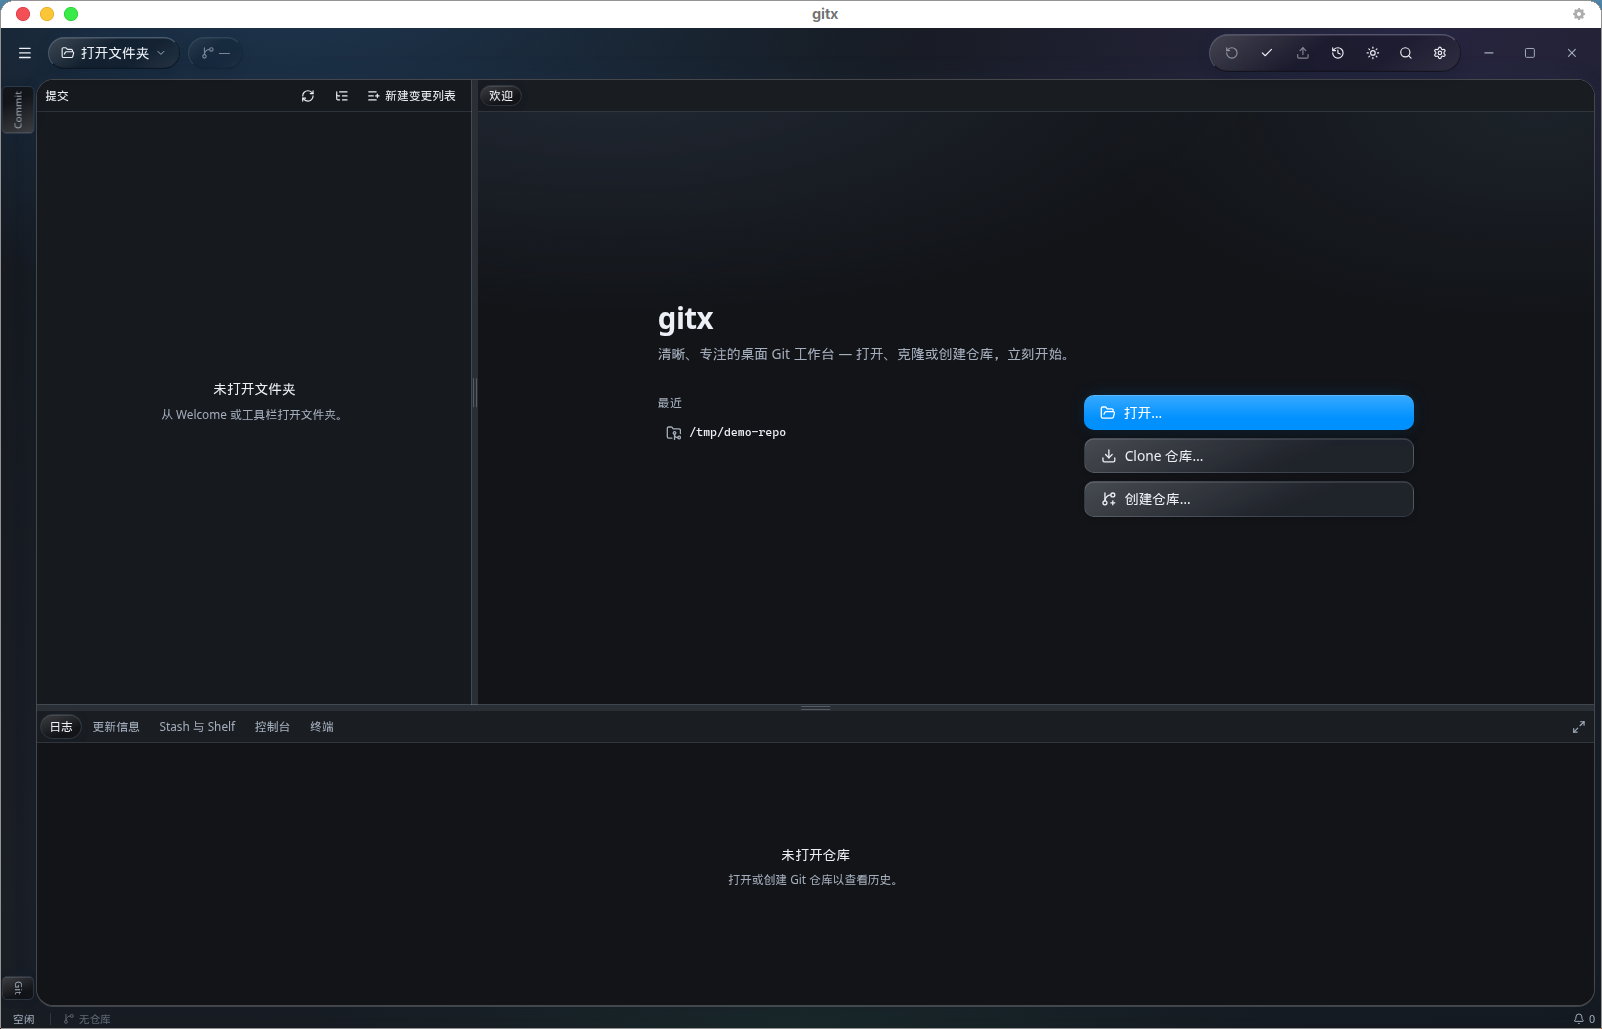 gitx
打开文件夹
—
Commit
提交
新建变更列表
欢迎
未打开文件夹
从 Welcome 或工具栏打开文件夹。
gitx
清晰、专注的桌面 Git 工作台 — 打开、克隆或创建仓库，立刻开始。
最近
/tmp/demo-repo
打开...
Clone 仓库...
创建仓库...
日志
更新信息
Stash 与 Shelf
控制台
终端
未打开仓库
打开或创建 Git 仓库以查看历史。
Git
空闲
无仓库
0